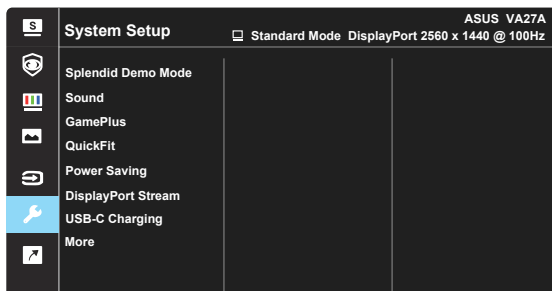 S
System Setup
ASUS VA27A
Standard Mode DisplayPort 2560 x 1440 @ 100Hz
Splendid Demo Mode
Sound
GamePlus
QuickFit
Power Saving
DisplayPort Stream
USB-C Charging
More